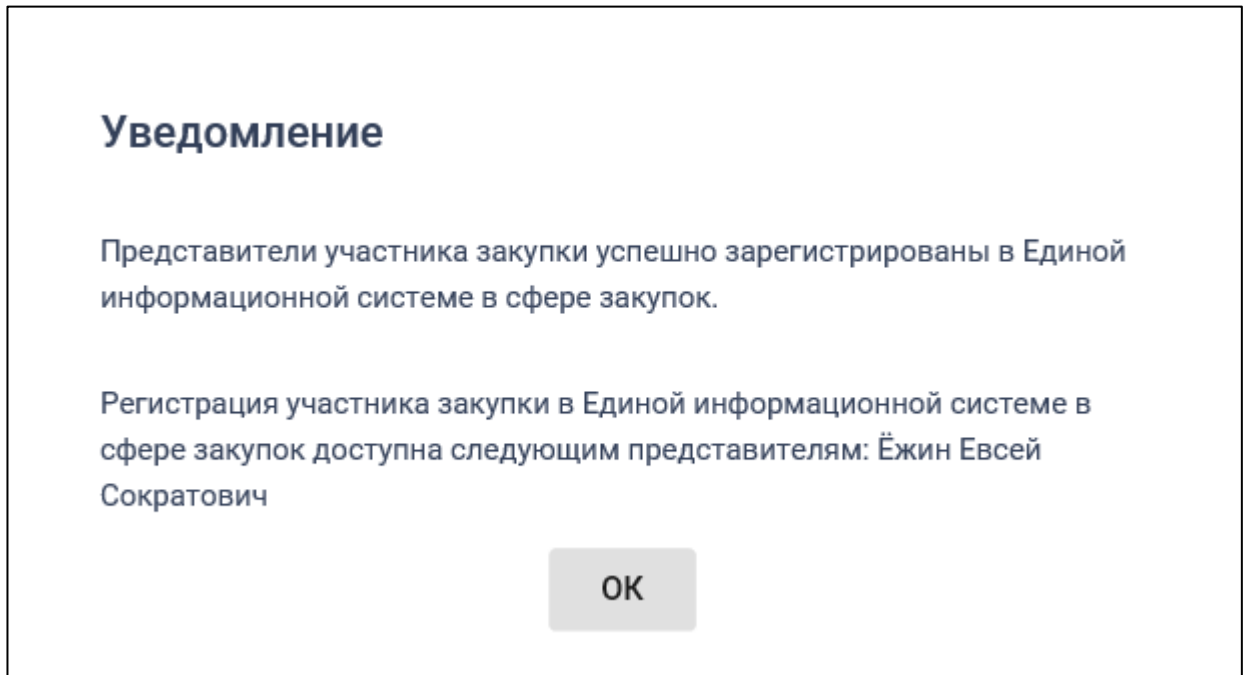 Уведомление
Представители участника закупки успешно зарегистрированы в Единой
информационной системе в сфере закупок.
Регистрация участника закупки в Единой информационной системе в
сфере закупок доступна следующим представителям: Ёжин Евсей
Сократович
ОК